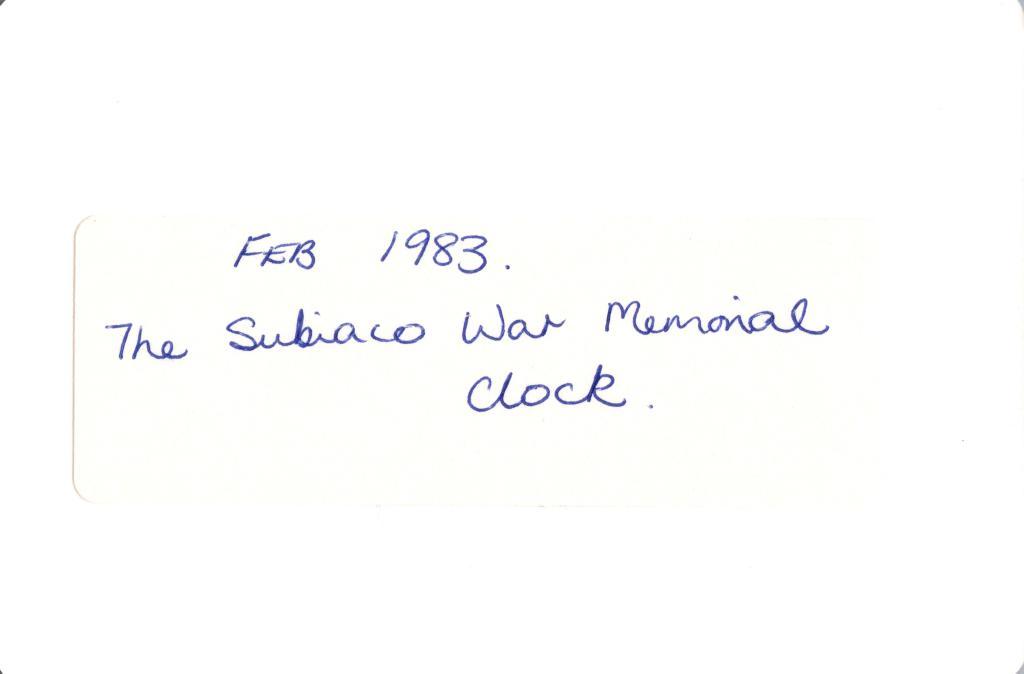 FEB 1983.
The Subiaco War Memorial
Clock.